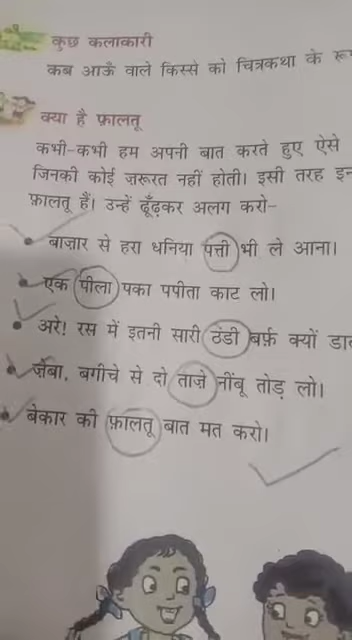 कुछ कलाकारी
कब आऊँ वाले किस्से को चित्रकथा के
क्या है फ़ालतू
कभी-कभी हम अपनी बात करते हुए ऐसे
जिनकी कोई ज़रूरत नहीं होती। इसी तरह
फ़ालतू हैं। उन्हें ढूँढ़कर अलग करो-
बाज़ार से हरा धनिया पत्ती भी ले आना।
एक पीला पका पपीता काट लो।
अरे! रस में इतनी सारी ठंडी बर्फ़ क्यों
जेबा, बगीचे से दो ताजे नींबू तोड़ लो।
बेकार की फ़ालतू बात मत करो।